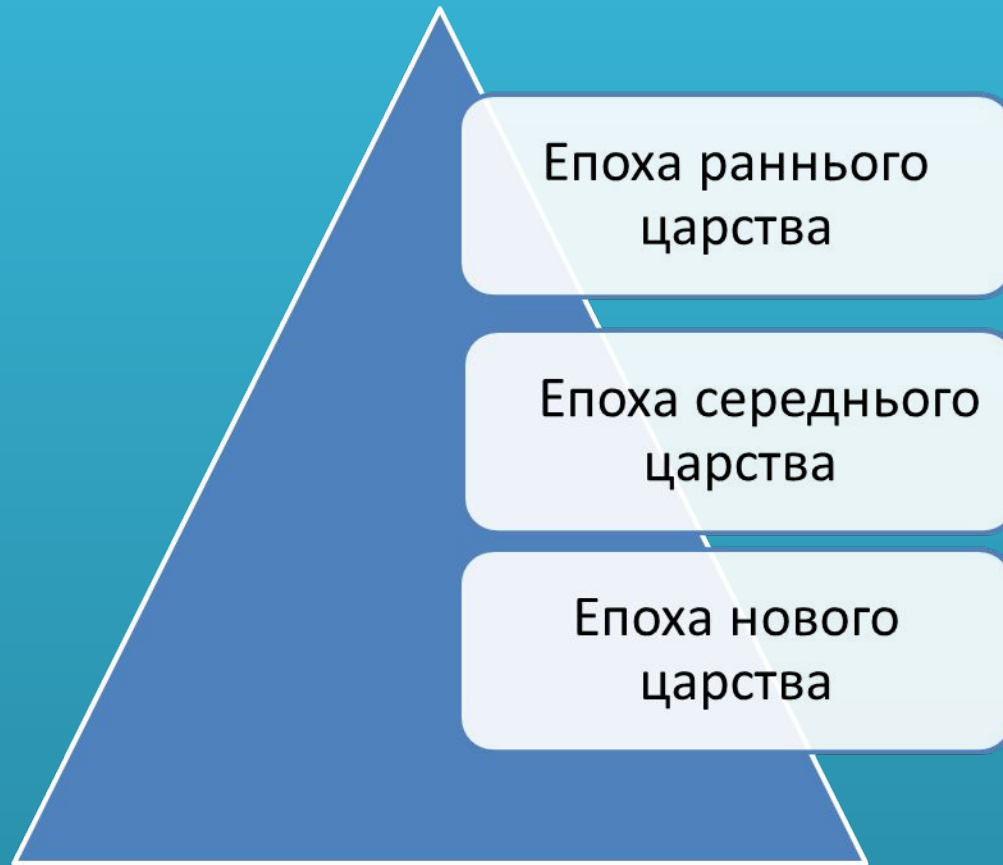 Епоха раннього
царства
Епоха середнього
царства
Епоха нового
царства